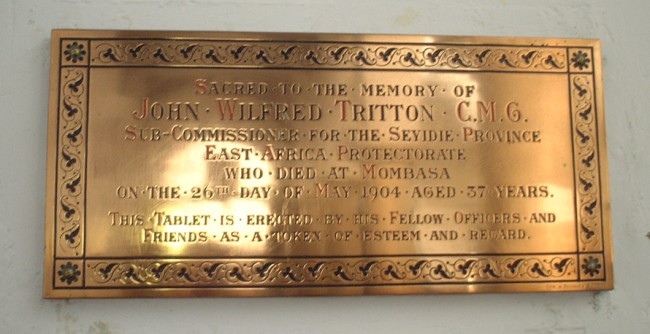 SACRED · TO · THE · MEMORY · OF
JOHN · WILFRED · TRITTON · C.M.G.
SUB-COMMISSIONER · FOR · THE · SEYIDIE · PROVINCE
EAST · AFRICA · PROTECTORATE
WHO · DIED · AT · MOMBASA
ON · THE · 26TH · DAY · OF · MAY · 1904 · AGED · 37 YEARS.
THIS · TABLET · IS · ERECTED · BY · HIS · FELLOW · OFFICERS · AND
FRIENDS · AS · A · TOKEN · OF · ESTEEM · AND · REGARD.